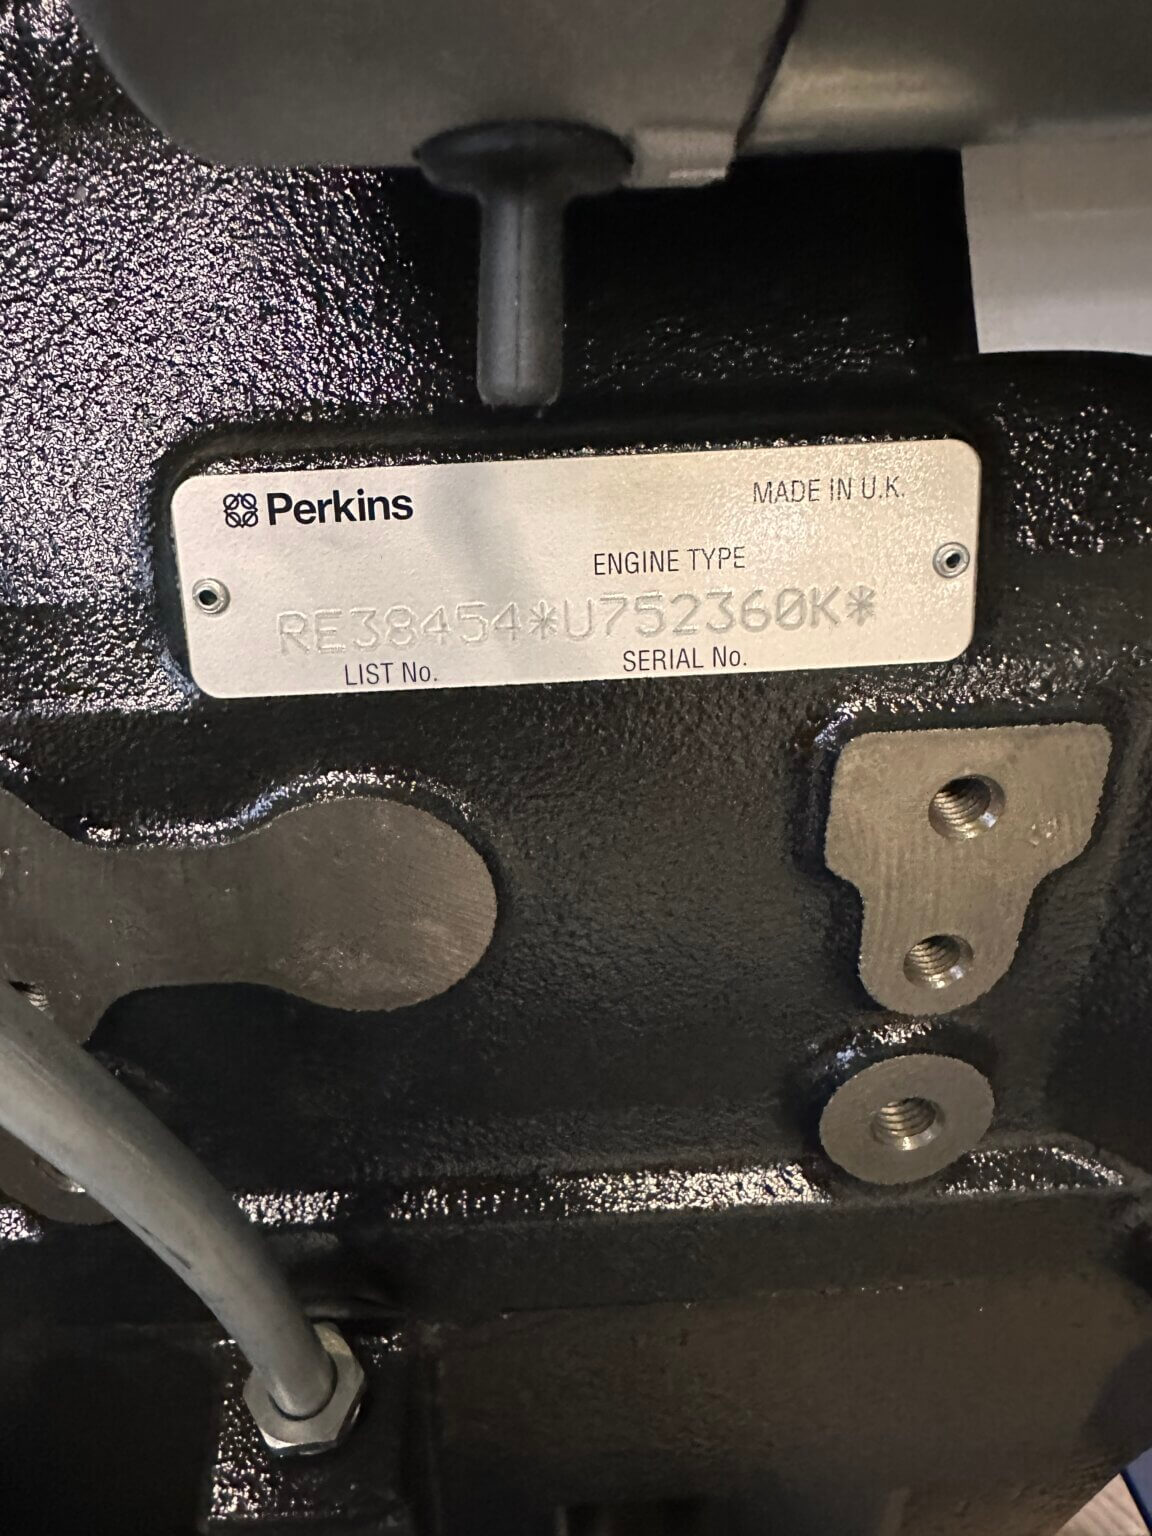 Perkins
MADE IN U.K.
ENGINE TYPE
RE38454*U752360K*
LIST No.
SERIAL No.